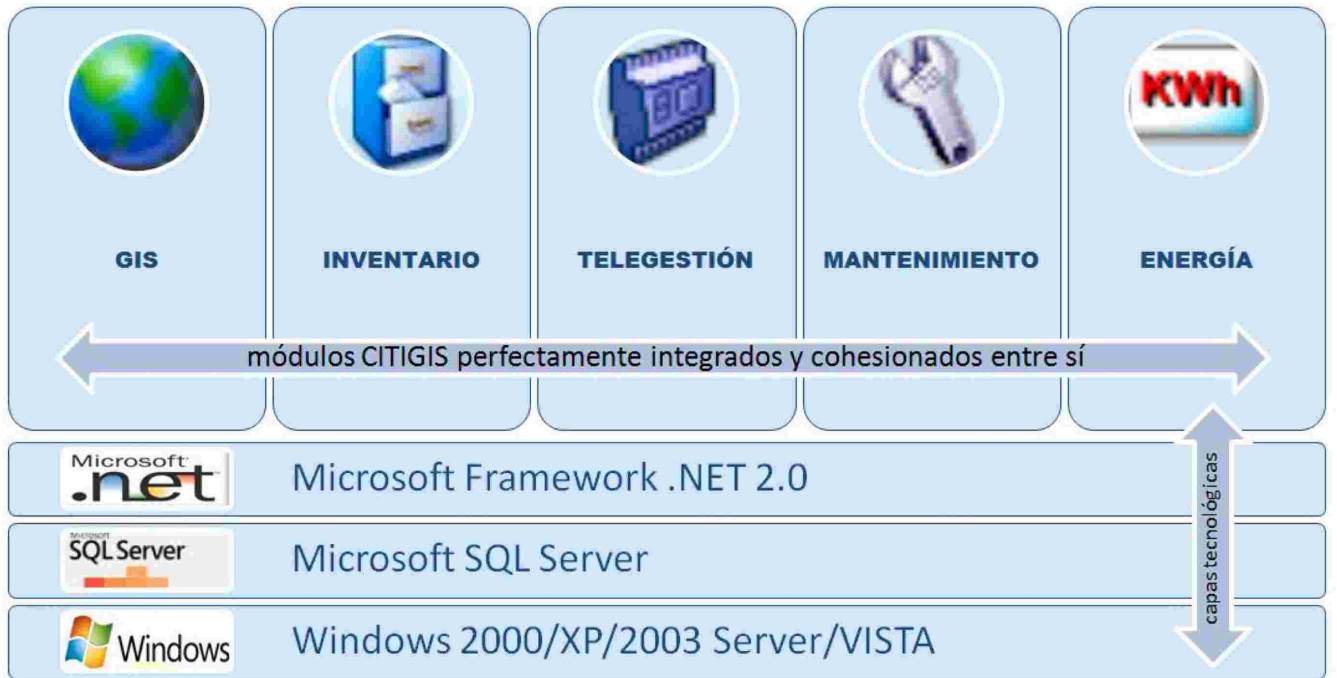 KWh
GIS
INVENTARIO
TELEGESTIÓN
MANTENIMIENTO
ENERGÍA
módulos CITIGIS perfectamente integrados y cohesionados entre sí
Microsoft
.net
Microsoft Framework .NET 2.0
Microsoft
SQL Server
Microsoft SQL Server
Windows
Windows 2000/XP/2003 Server/VISTA
capas tecnológicas